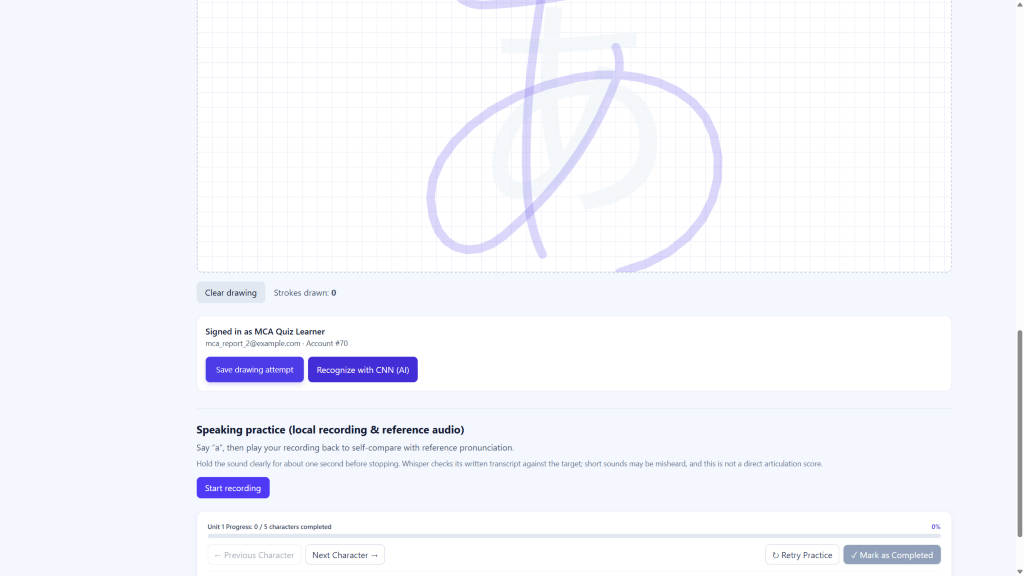 あ
Clear drawing Strokes drawn: 0
Signed in as MCA Quiz Learner
mca_report_2@example.com - Account #70
Save drawing attempt Recognize with CNN (AI)
Speaking practice (local recording & reference audio)
Say "a", then play your recording back to self-compare with reference pronunciation.
Hold the sound clearly for about one second before stopping. Whisper checks its written transcript against the target; short sounds may be misheard, and this is not a direct articulation score.
Start recording
Unit 1 Progress: 0 / 5 characters completed 0%
← Previous Character Next Character → ↻ Retry Practice ✓ Mark as Completed